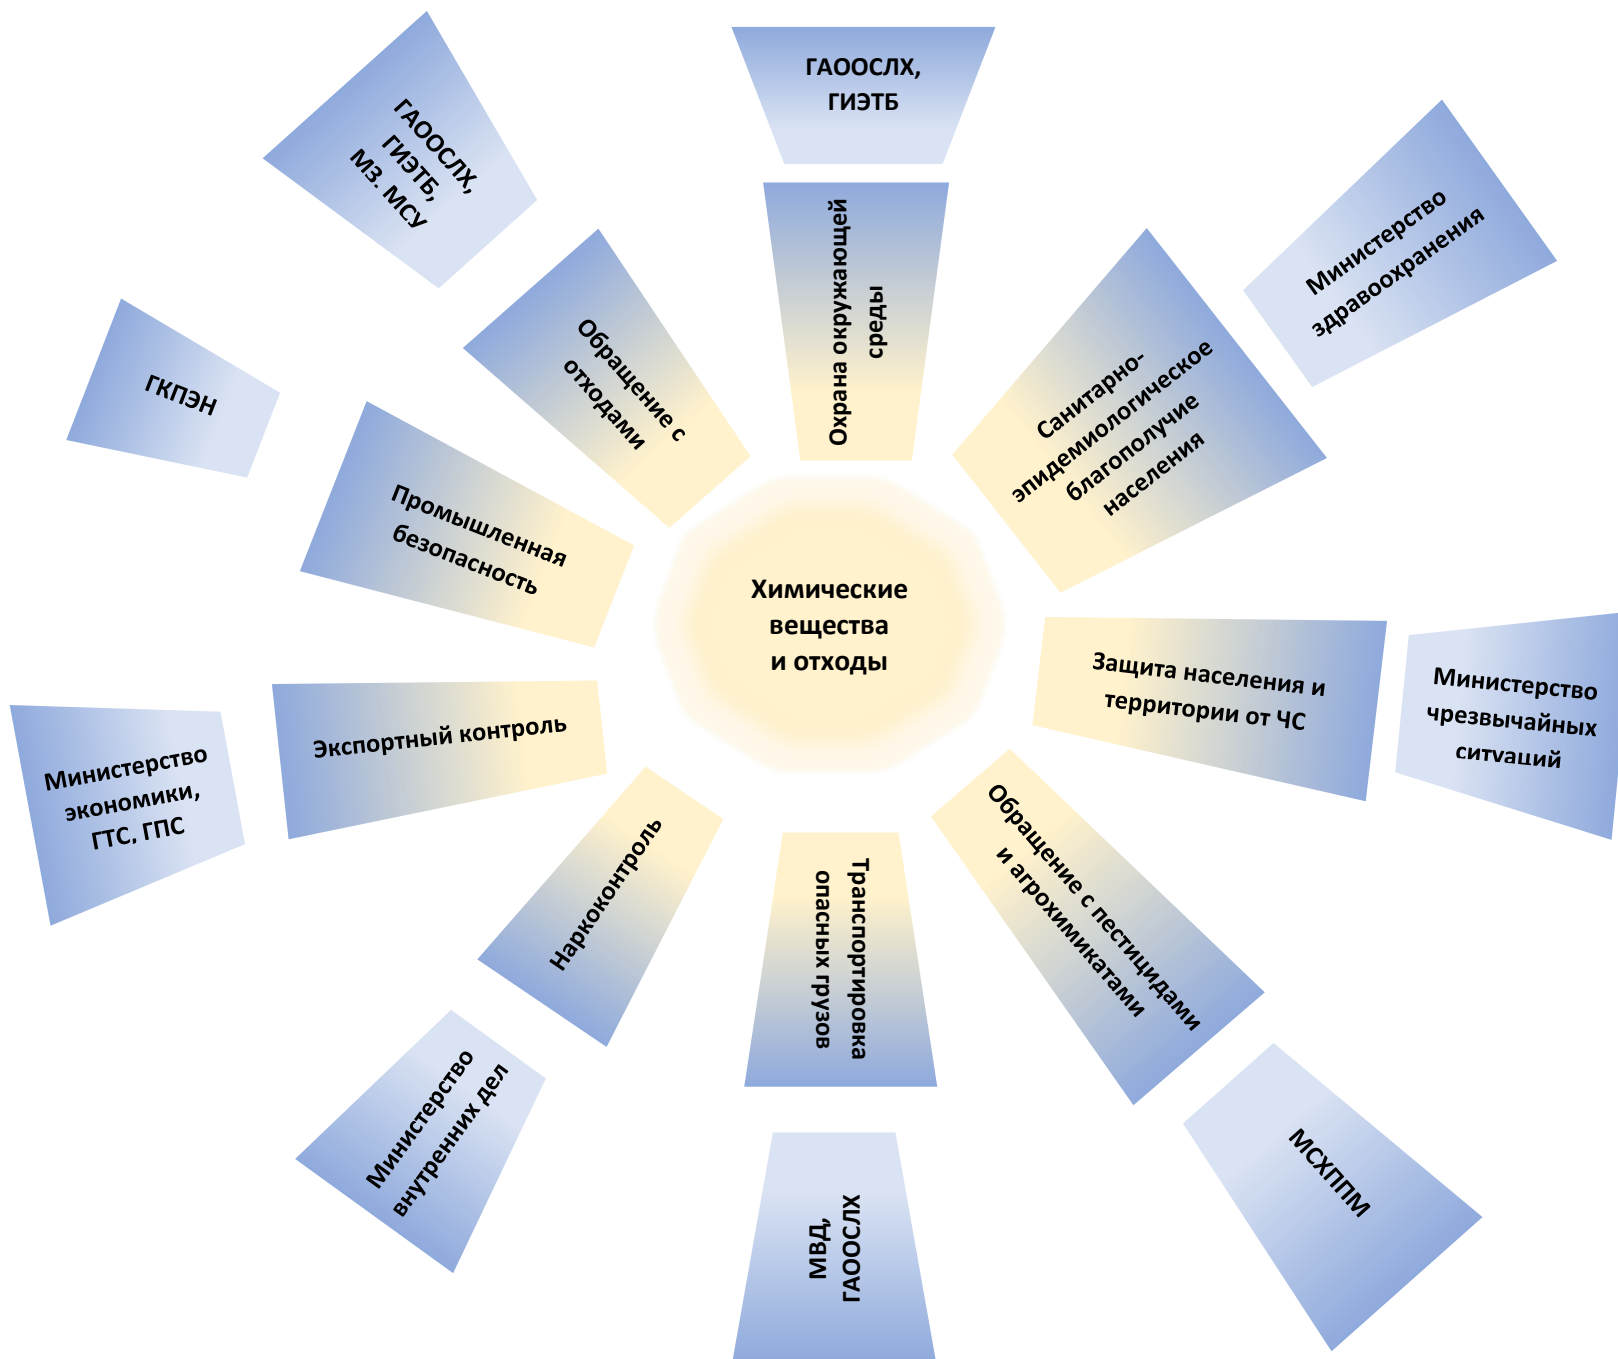 ГАООСЛХ,
ГИЭТБ
Охрана окружающей
среды
Министерство
здравоохранения
Санитарно-
эпидемиологическое
благополучие
населения
Министерство
чрезвычайных
ситуаций
Защита населения и
территории от ЧС
МСХППМ
Обращение с пестицидами
и агрохимикатами
МВД,
ГАООСЛХ
Транспортировка
опасных грузов
Министерство
внутренних дел
Наркоконтроль
Министерство
экономики,
ГТС, ГПС
Экспортный контроль
ГКПЭН
Промышленная
безопасность
ГАООСЛХ,
ГИЭТБ,
МЗ. МСУ
Обращение с
отходами
Химические
вещества
и отходы